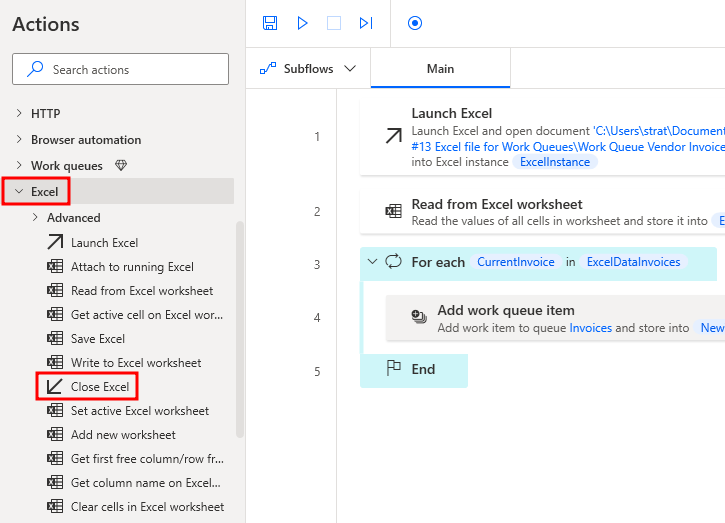 Actions
Search actions
HTTP
Browser automation
Work queues
Excel
Advanced
Launch Excel
Attach to running Excel
Read from Excel worksheet
Get active cell on Excel wor...
Save Excel
Write to Excel worksheet
Close Excel
Set active Excel worksheet
Add new worksheet
Get first free column/row fr...
Get column name on Excel...
Clear cells in Excel worksheet
Subflows
Main
1
Launch Excel
Launch Excel and open document 'C:\Users\strat\Document
#13 Excel file for Work Queues\Work Queue Vendor Invoice
into Excel instance ExcelInstance
2
Read from Excel worksheet
Read the values of all cells in worksheet and store it into E
3
For each CurrentInvoice in ExcelDataInvoices
4
Add work queue item
Add work item to queue Invoices and store into New
5
End